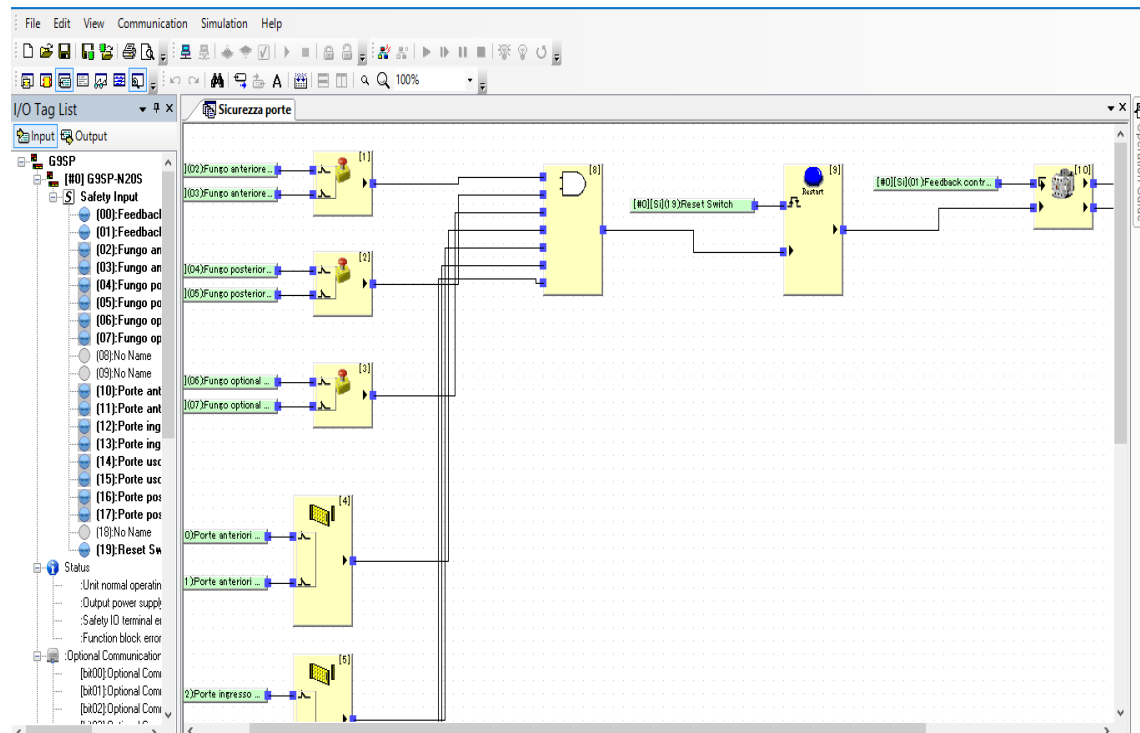 File Edit View Communication Simulation Help
100%
I/O Tag List
Sicurezza porte
Input Output
G9SP
[#0] G9SP-N20S
Safety Input
(00):Feedbacl
(01):Feedbacl
(02):Fungo an
(03):Fungo an
(04):Fungo po
(05):Fungo po
(06):Fungo op
(07):Fungo op
(08):No Name
(09):No Name
(10):Porte ant
(11):Porte ant
(12):Porte ing
(13):Porte ing
(14):Porte usc
(15):Porte usc
(16):Porte pos
(17):Porte pos
(18):No Name
(19):Reset Sw
Status
:Unit normal operatin
:Output power supply
:Safety IO terminal er
:Function block error
:Optional Communication
[bit00]:Optional Comm
[bit01]:Optional Comm
[bit02]:Optional Comm
](02)Fungo anteriore...
](03)Fungo anteriore...
[1]
](04)Fungo posterior...
](05)Fungo posterior...
[2]
](06)Fungo optional ...
](07)Fungo optional ...
[3]
0)Porte anteriori ...
1)Porte anteriori ...
[4]
2)Porte ingresso ...
[5]
[8]
[#0][Si](19)Reset Switch
[9]
Restart
[#0][Si](01)Feedback contr...
[10]